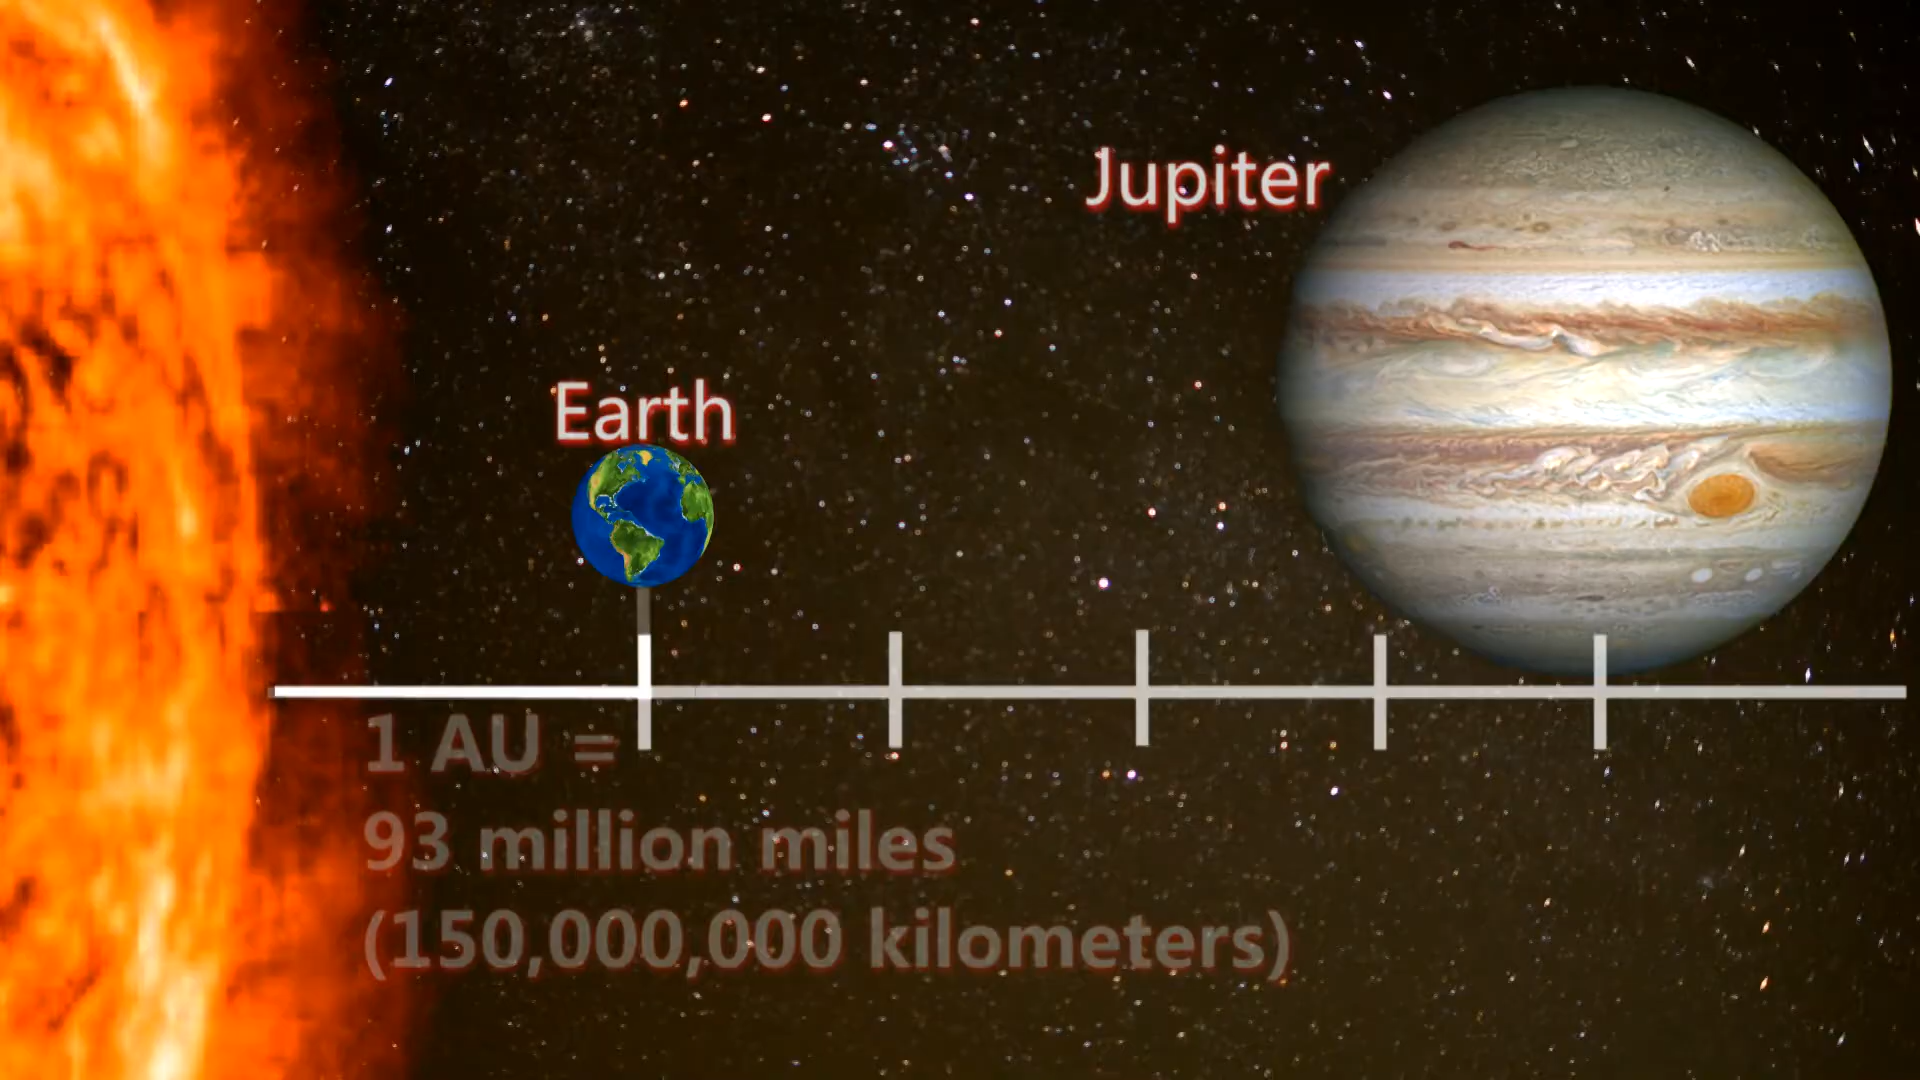 Jupiter
Earth
1 AU =
93 million miles
(150,000,000 kilometers)